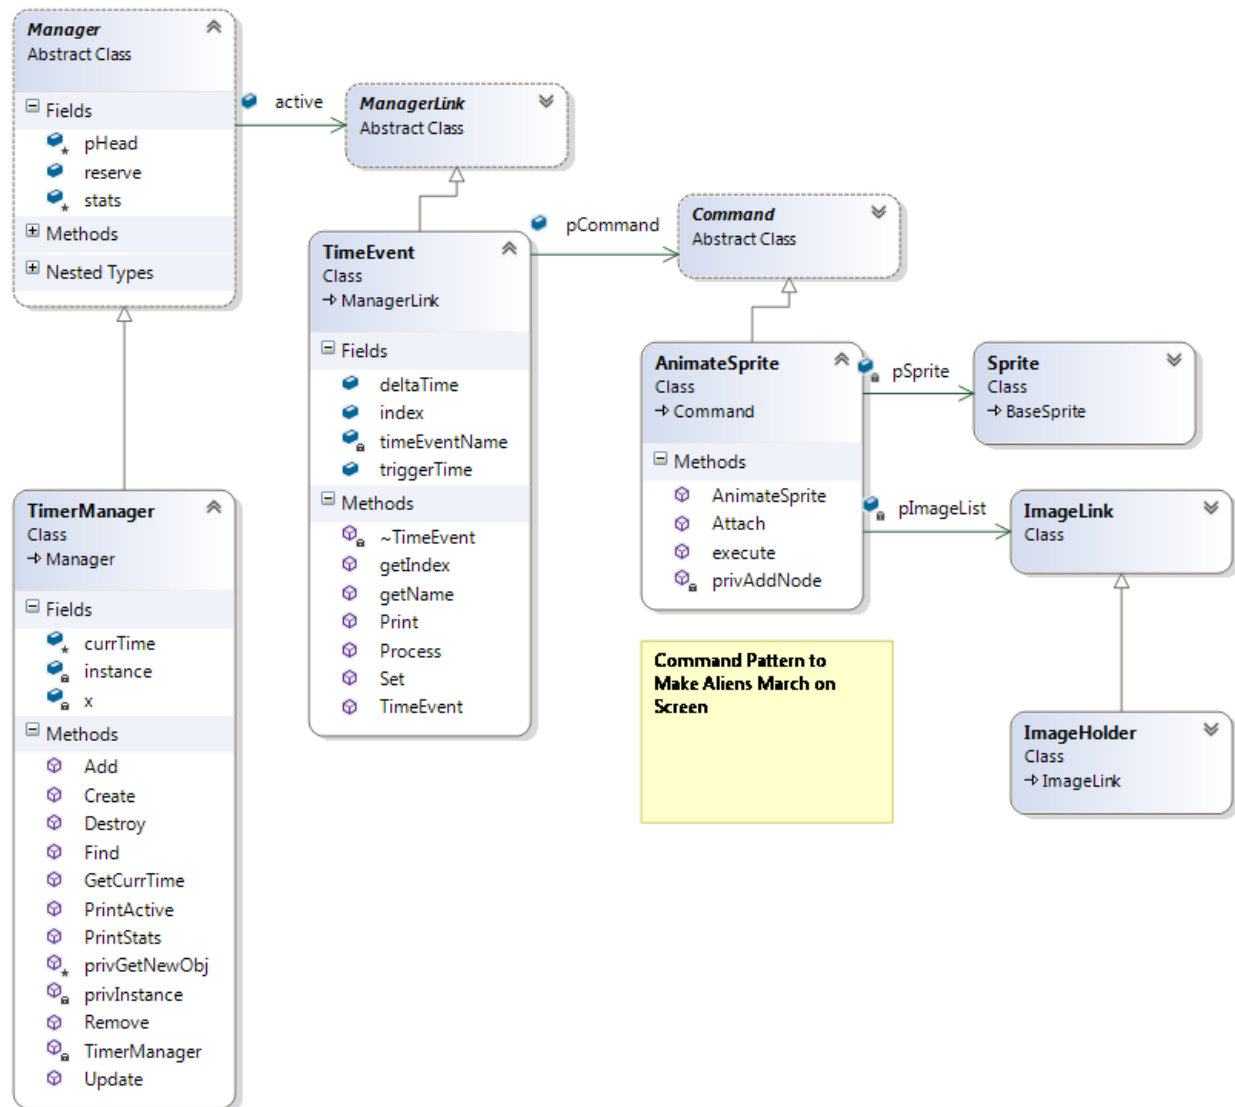 Manager
Abstract Class
Fields
pHead
reserve
stats
Methods
Nested Types
active
ManagerLink
Abstract Class
pCommand
Command
Abstract Class
TimeEvent
Class
ManagerLink
Fields
deltaTime
index
timeEventName
triggerTime
Methods
~TimeEvent
getIndex
getName
Print
Process
Set
TimeEvent
AnimateSprite
Class
Command
Methods
AnimateSprite
Attach
execute
privAddNode
pSprite
Sprite
Class
BaseSprite
pImageList
ImageLink
Class
TimerManager
Class
Manager
Fields
currTime
instance
x
Methods
Add
Create
Destroy
Find
GetCurrTime
PrintActive
PrintStats
privGetNewObj
privInstance
Remove
TimerManager
Update
Command Pattern to
Make Aliens March on
Screen
ImageHolder
Class
ImageLink